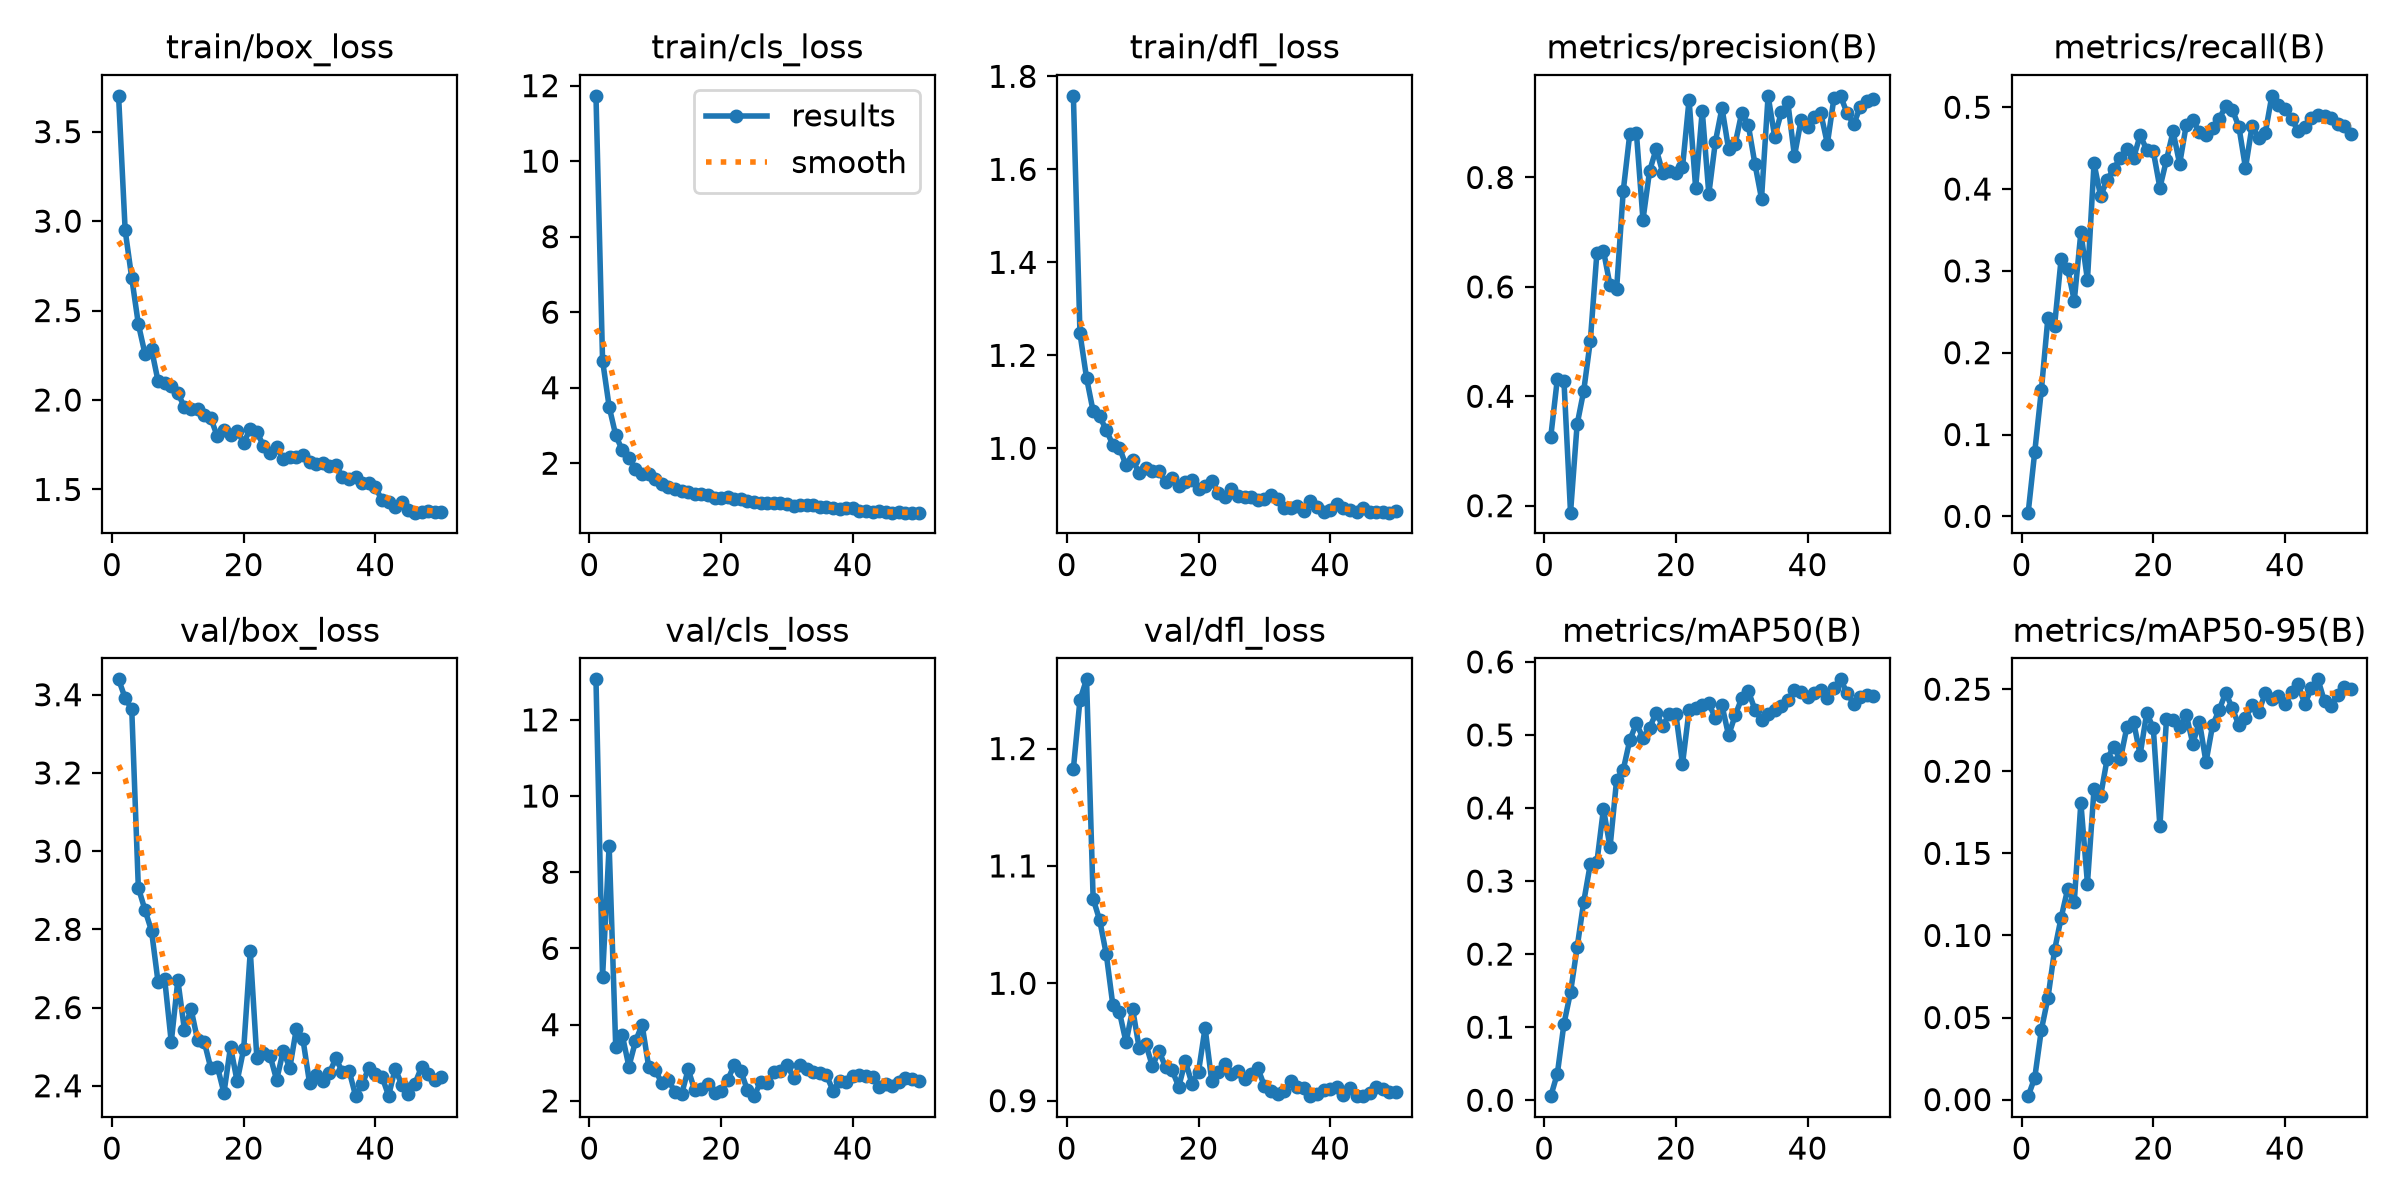 train/box_loss
train/cls_loss
train/dfl_loss
metrics/precision(B)
metrics/recall(B)
3.5
3.0
2.5
2.0
1.5
0 20 40
12
10
8
6
4
2
0 20 40
results
smooth
1.8
1.6
1.4
1.2
1.0
0 20 40
0.8
0.6
0.4
0.2
0 20 40
0.5
0.4
0.3
0.2
0.1
0.0
0 20 40
val/box_loss
val/cls_loss
val/dfl_loss
metrics/mAP50(B)
metrics/mAP50-95(B)
3.4
3.2
3.0
2.8
2.6
2.4
0 20 40
12
10
8
6
4
2
0 20 40
1.2
1.1
1.0
0.9
0 20 40
0.6
0.5
0.4
0.3
0.2
0.1
0.0
0 20 40
0.25
0.20
0.15
0.10
0.05
0.00
0 20 40